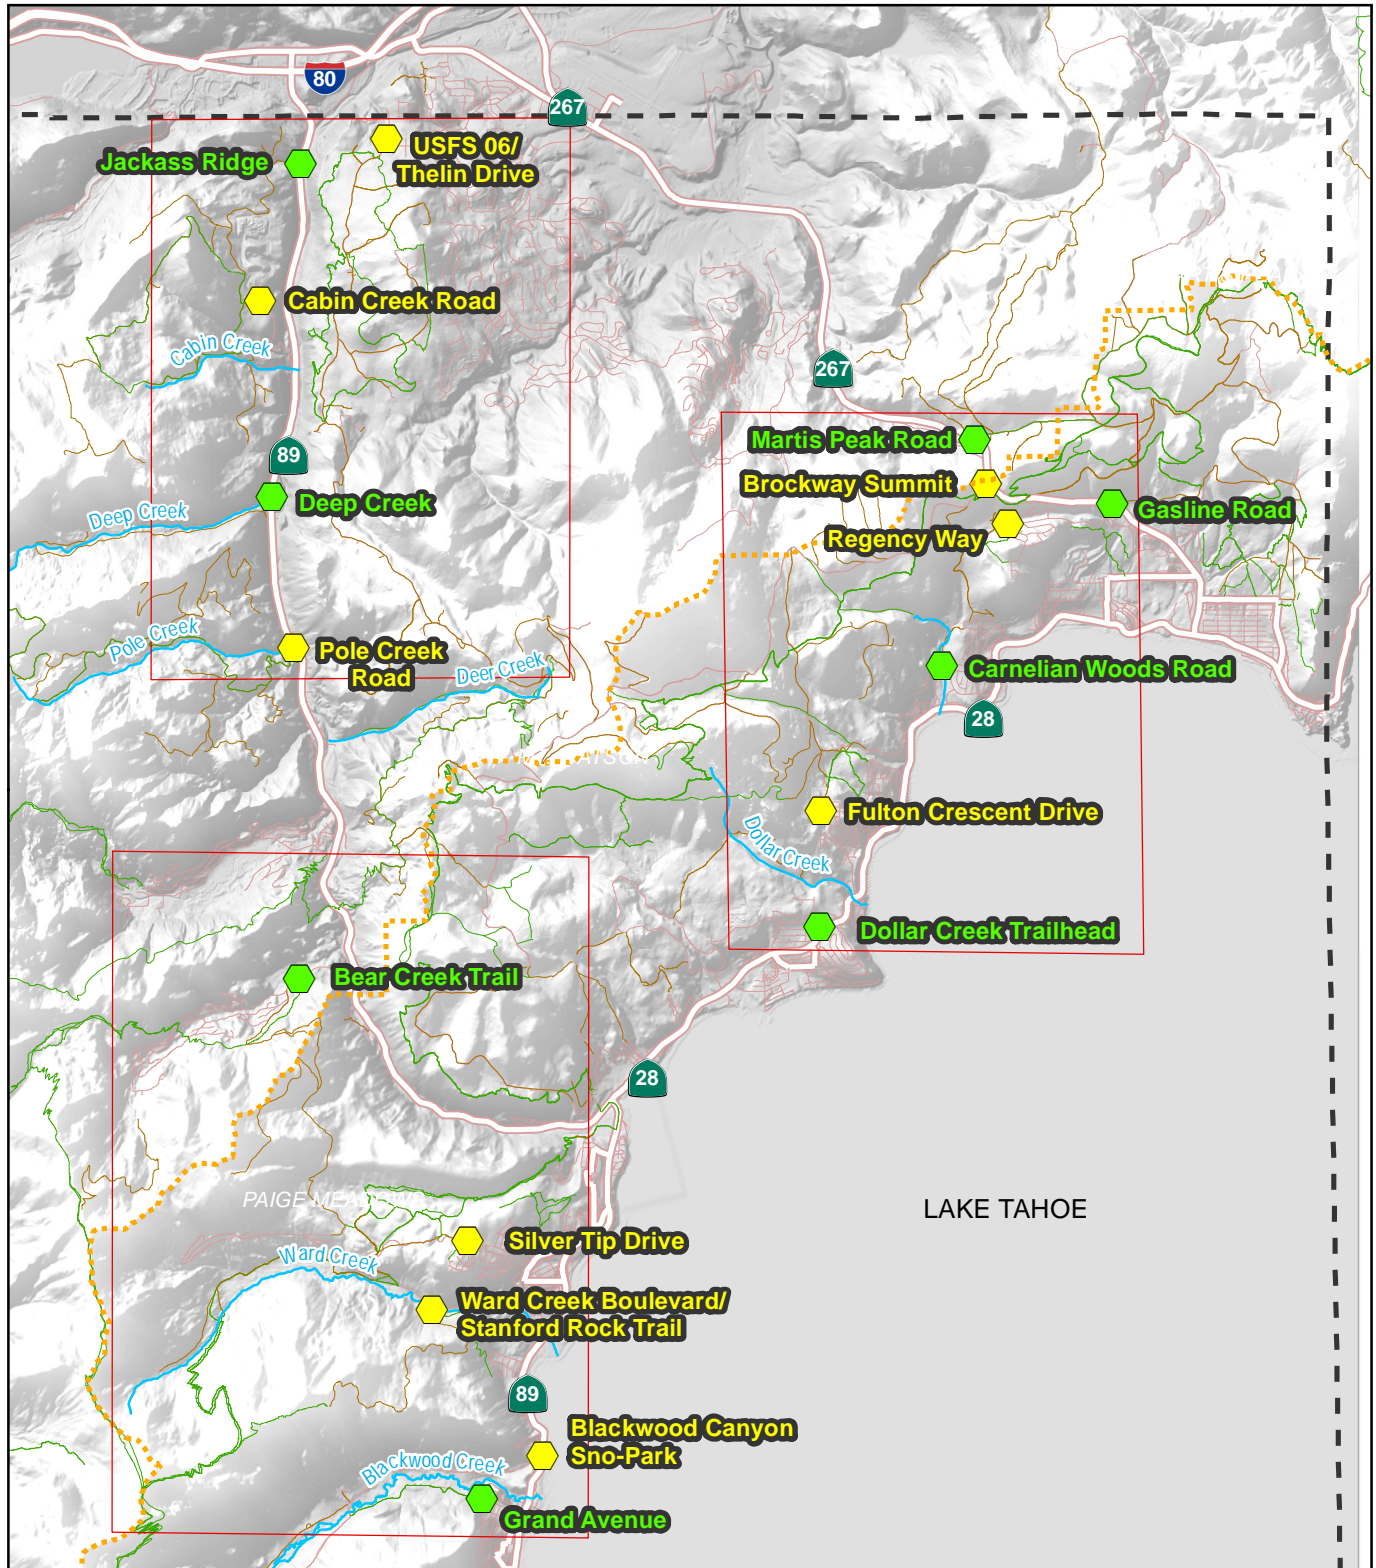 80
267
Jackass Ridge
USFS 06/
Thelin Drive
Cabin Creek Road
Cabin Creek
267
89
Martis Peak Road
Brockway Summit
Deep Creek
Deep Creek
Gasline Road
Regency Way
Pole Creek
Pole Creek
Road
Deer Creek
Carnelian Woods Road
28
Fulton Crescent Drive
Dollar Creek
Dollar Creek Trailhead
Bear Creek Trail
28
PAIGE MEADOWS
LAKE TAHOE
Silver Tip Drive
Ward Creek
Ward Creek Boulevard/
Stanford Rock Trail
89
Blackwood Canyon
Sno-Park
Blackwood Creek
Grand Avenue